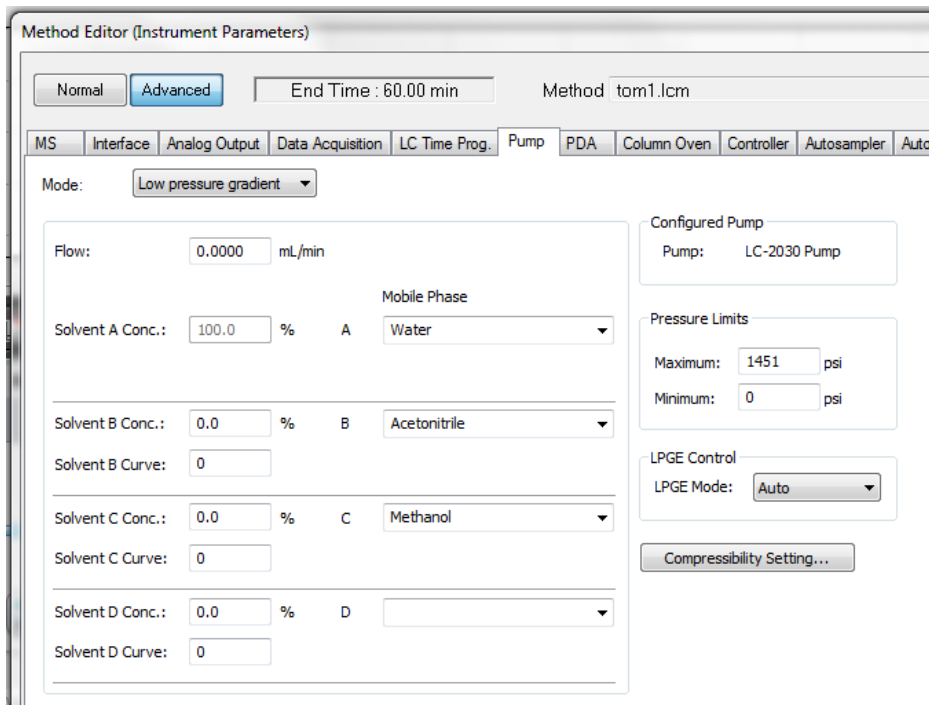 Method Editor (Instrument Parameters)
Normal Advanced End Time : 60.00 min Method tom1.lcm
MS Interface Analog Output Data Acquisition LC Time Prog. Pump PDA Column Oven Controller Autosampler Auto
Mode: Low pressure gradient
Flow: 0.0000 mL/min
Mobile Phase
Solvent A Conc.: 100.0 % A Water
Solvent B Conc.: 0.0 % B Acetonitrile
Solvent B Curve: 0
Solvent C Conc.: 0.0 % C Methanol
Solvent C Curve: 0
Solvent D Conc.: 0.0 % D
Solvent D Curve: 0
Configured Pump
Pump: LC-2030 Pump
Pressure Limits
Maximum: 1451 psi
Minimum: 0 psi
LPGE Control
LPGE Mode: Auto
Compressibility Setting...